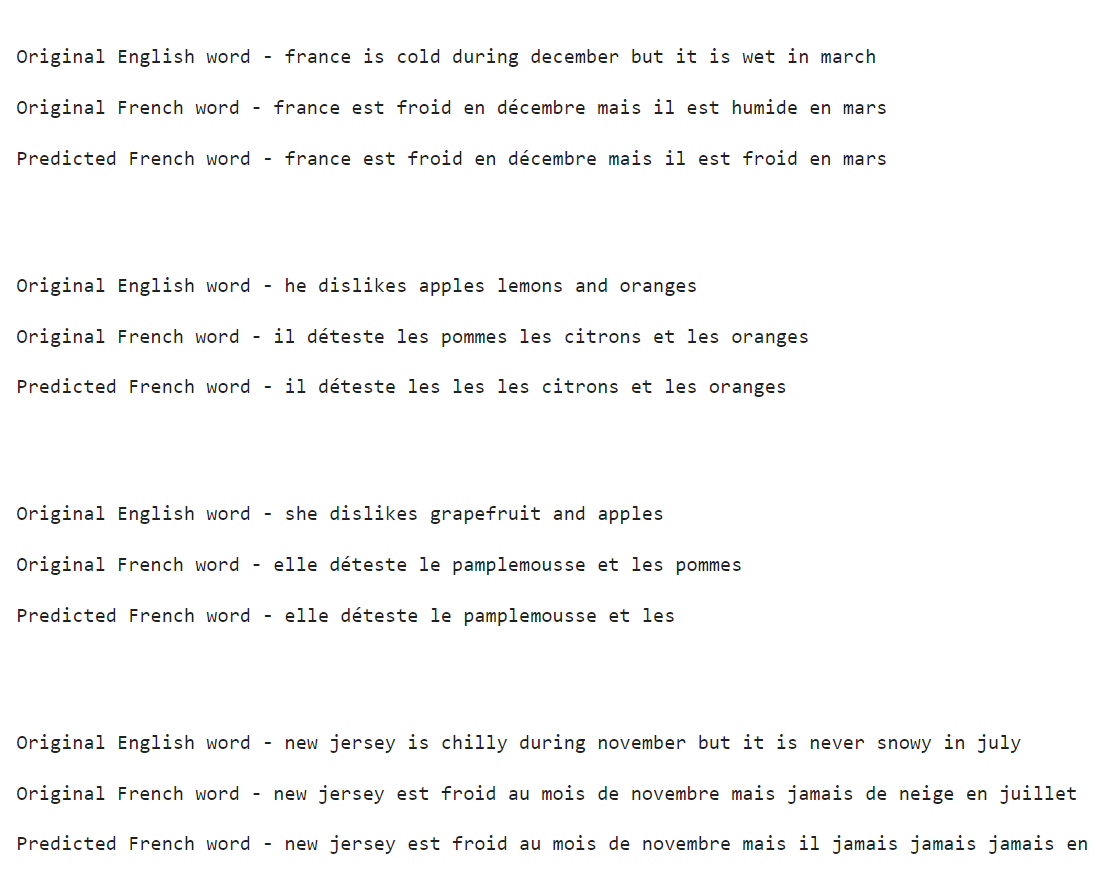 Original English word - france is cold during december but it is wet in march
Original French word - france est froid en décembre mais il est humide en mars
Predicted French word - france est froid en décembre mais il est froid en mars
Original English word - he dislikes apples lemons and oranges
Original French word - il déteste les pommes les citrons et les oranges
Predicted French word - il déteste les les les citrons et les oranges
Original English word - she dislikes grapefruit and apples
Original French word - elle déteste le pamplemousse et les pommes
Predicted French word - elle déteste le pamplemousse et les
Original English word - new jersey is chilly during november but it is never snowy in july
Original French word - new jersey est froid au mois de novembre mais jamais de neige en juillet
Predicted French word - new jersey est froid au mois de novembre mais il jamais jamais jamais en